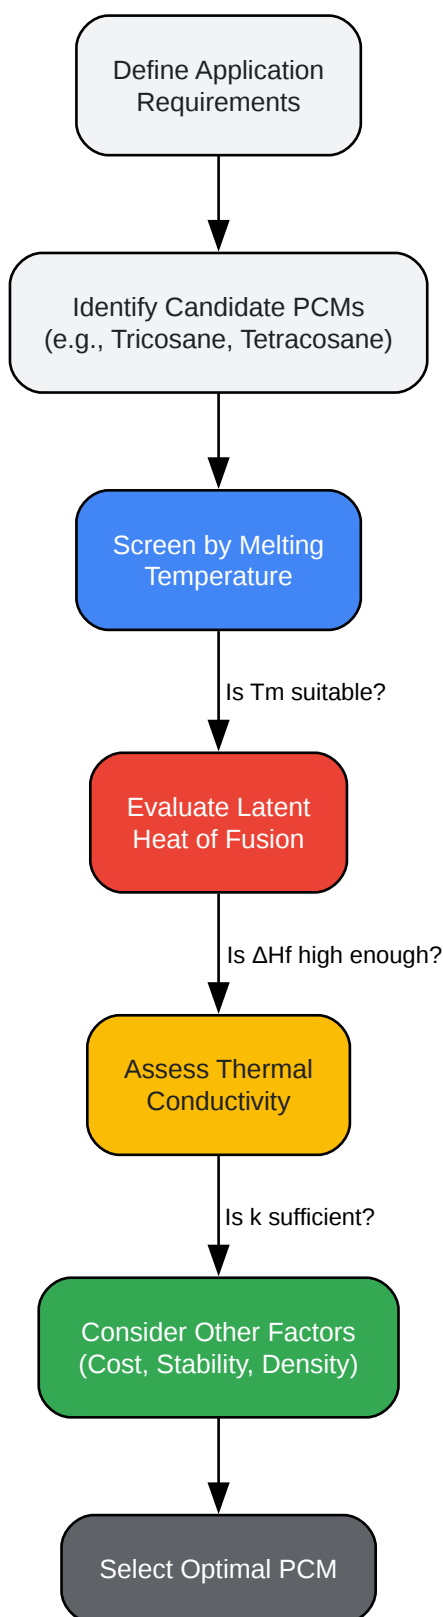 Define Application
Requirements
Identify Candidate PCMs
(e.g., Tricosane, Tetracosane)
Screen by Melting
Temperature
Is Tm suitable?
Evaluate Latent
Heat of Fusion
Is ΔHf high enough?
Assess Thermal
Conductivity
Is k sufficient?
Consider Other Factors
(Cost, Stability, Density)
Select Optimal PCM